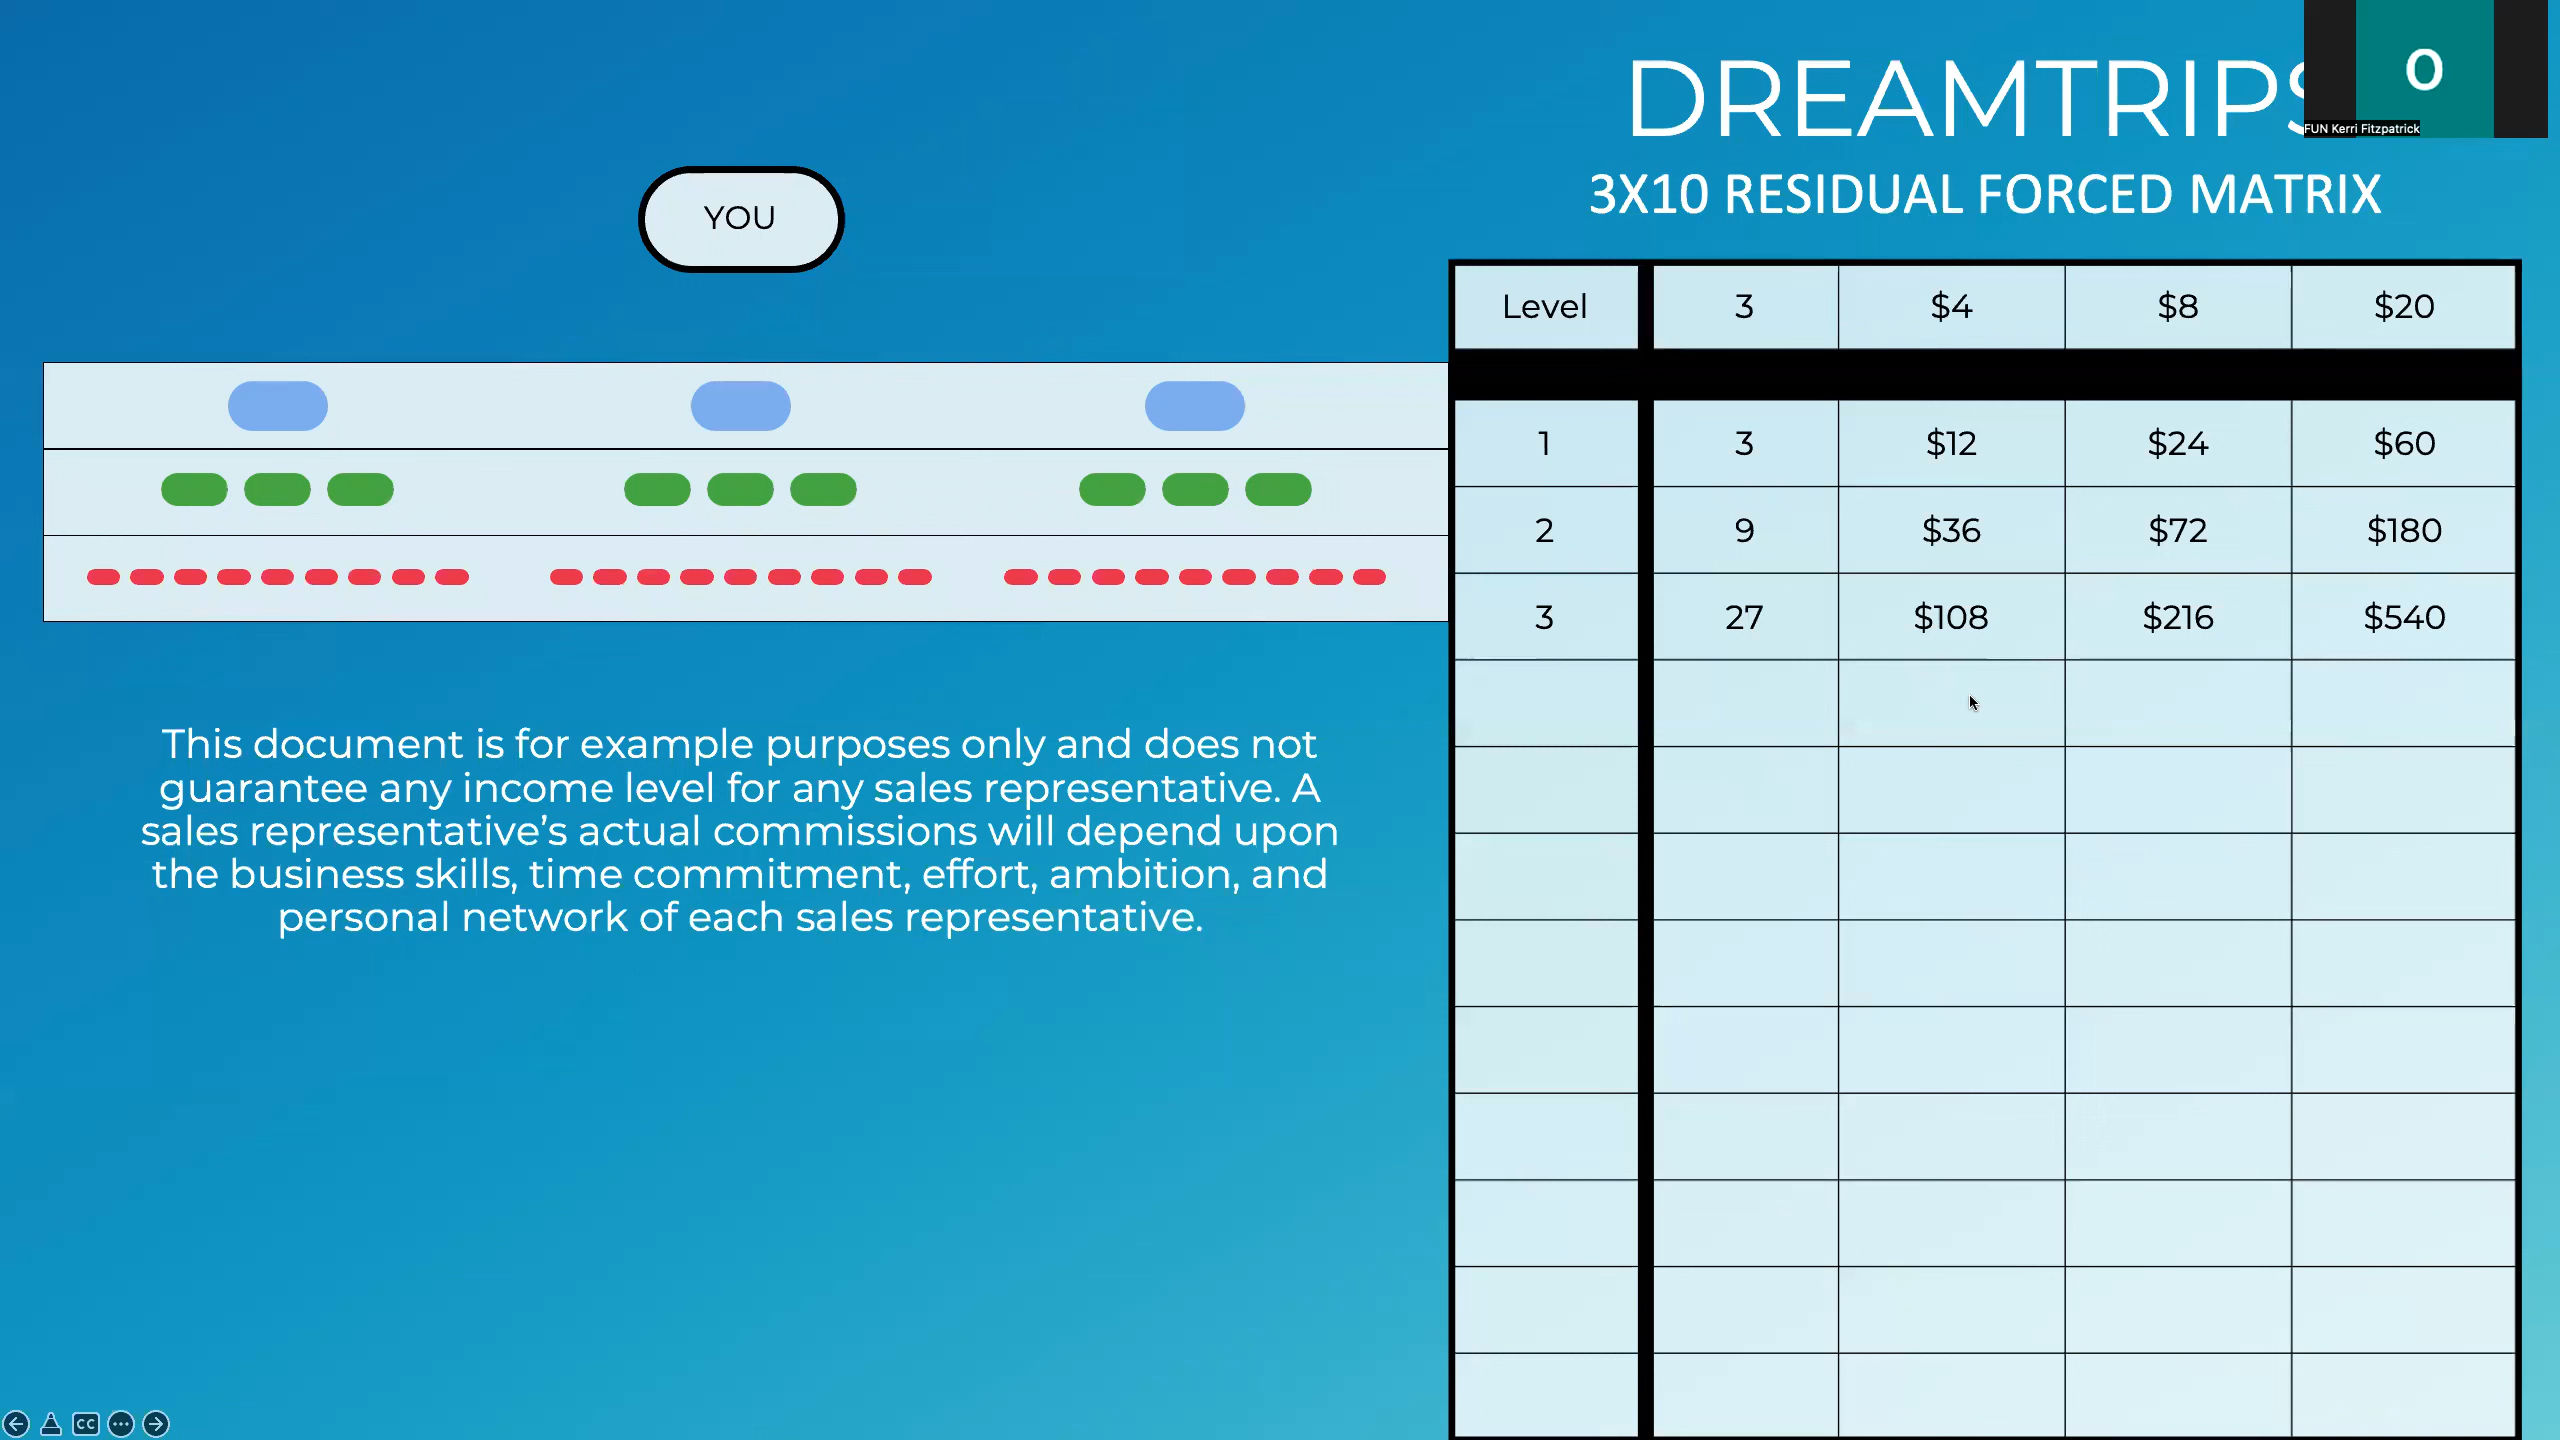 DREAMTRIPS
O
FUN Kerri Fitzpatrick
3X10 RESIDUAL FORCED MATRIX
YOU
Level 3 $4 $8 $20
1 3 $12 $24 $60
2 9 $36 $72 $180
3 27 $108 $216 $540
This document is for example purposes only and does not
guarantee any income level for any sales representative. A
sales representative’s actual commissions will depend upon
the business skills, time commitment, effort, ambition, and
personal network of each sales representative.
CC